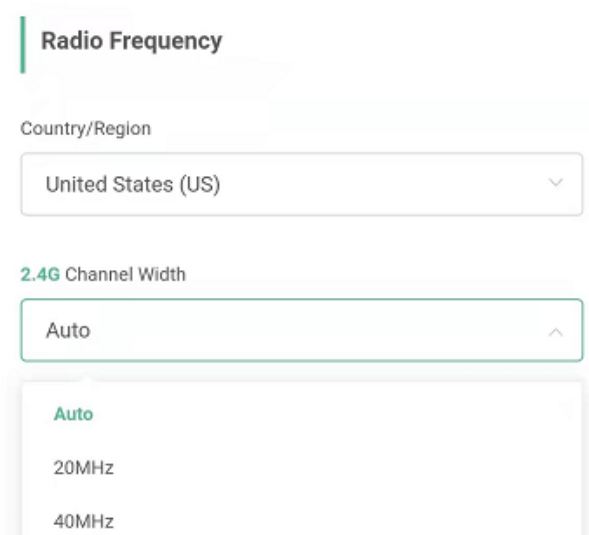 Radio Frequency
Country/Region
United States (US)
2.4G Channel Width
Auto
Auto
20MHz
40MHz